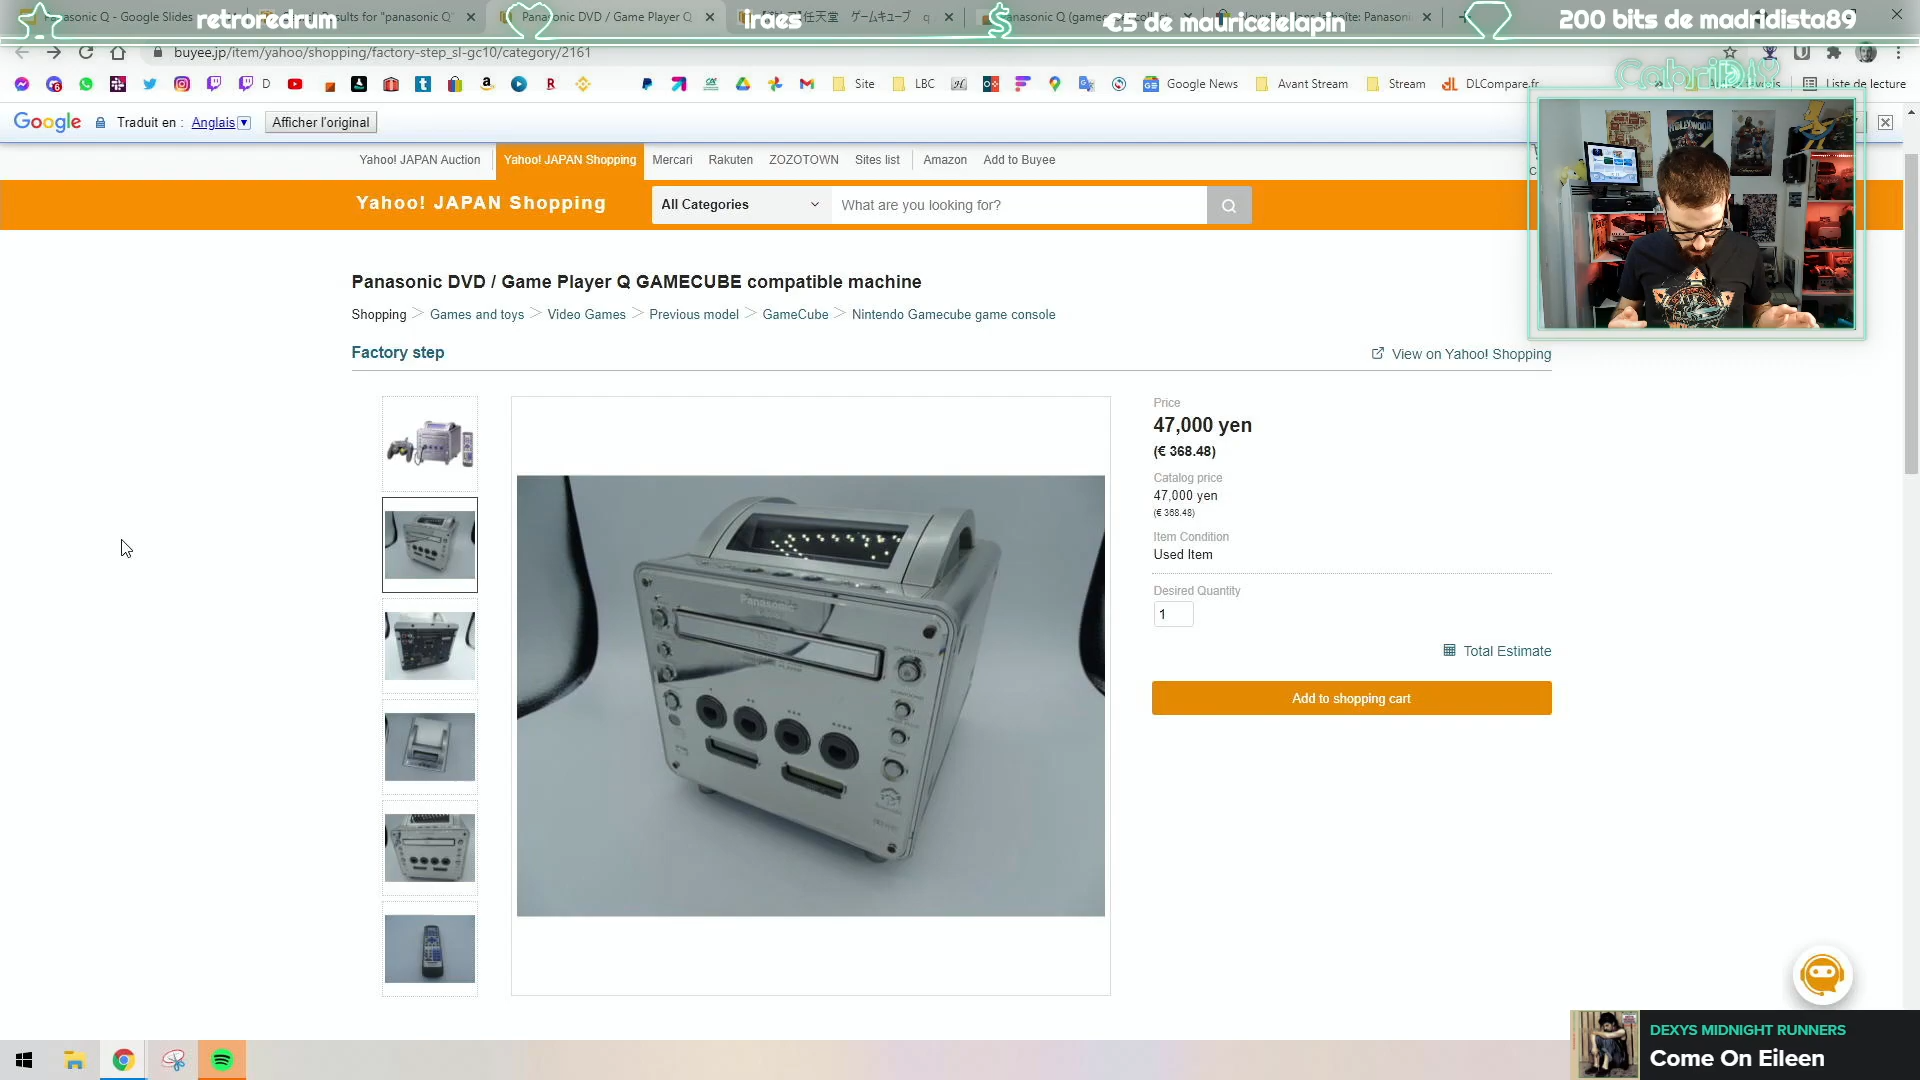 Panasonic Q - Google Slides
Results for "panasonic Q"
Panasonic DVD / Game Player Q
任天堂 ゲームキューブ q
retroredrum
iraes
€5 de mauricelelapin
200 bits de madridista89
buyee.jp/item/yahoo/shopping/factory-step_sl-gc10/category/2161
D
Site
LBC
Google News
Avant Stream
Stream
DLCompare.fr
Liste de lecture
CabriDIY
Google
Traduit en :
Anglais
Afficher l'original
Yahoo! JAPAN Auction
Yahoo! JAPAN Shopping
Mercari
Rakuten
ZOZOTOWN
Sites list
Amazon
Add to Buyee
Yahoo! JAPAN Shopping
All Categories
What are you looking for?
Panasonic DVD / Game Player Q GAMECUBE compatible machine
Shopping > Games and toys > Video Games > Previous model > GameCube > Nintendo Gamecube game console
Factory step
View on Yahoo! Shopping
Price
47,000 yen
(€ 368.48)
Catalog price
47,000 yen
(€ 368.48)
Item Condition
Used Item
Desired Quantity
1
Total Estimate
Add to shopping cart
Panasonic
DEXYS MIDNIGHT RUNNERS
Come On Eileen